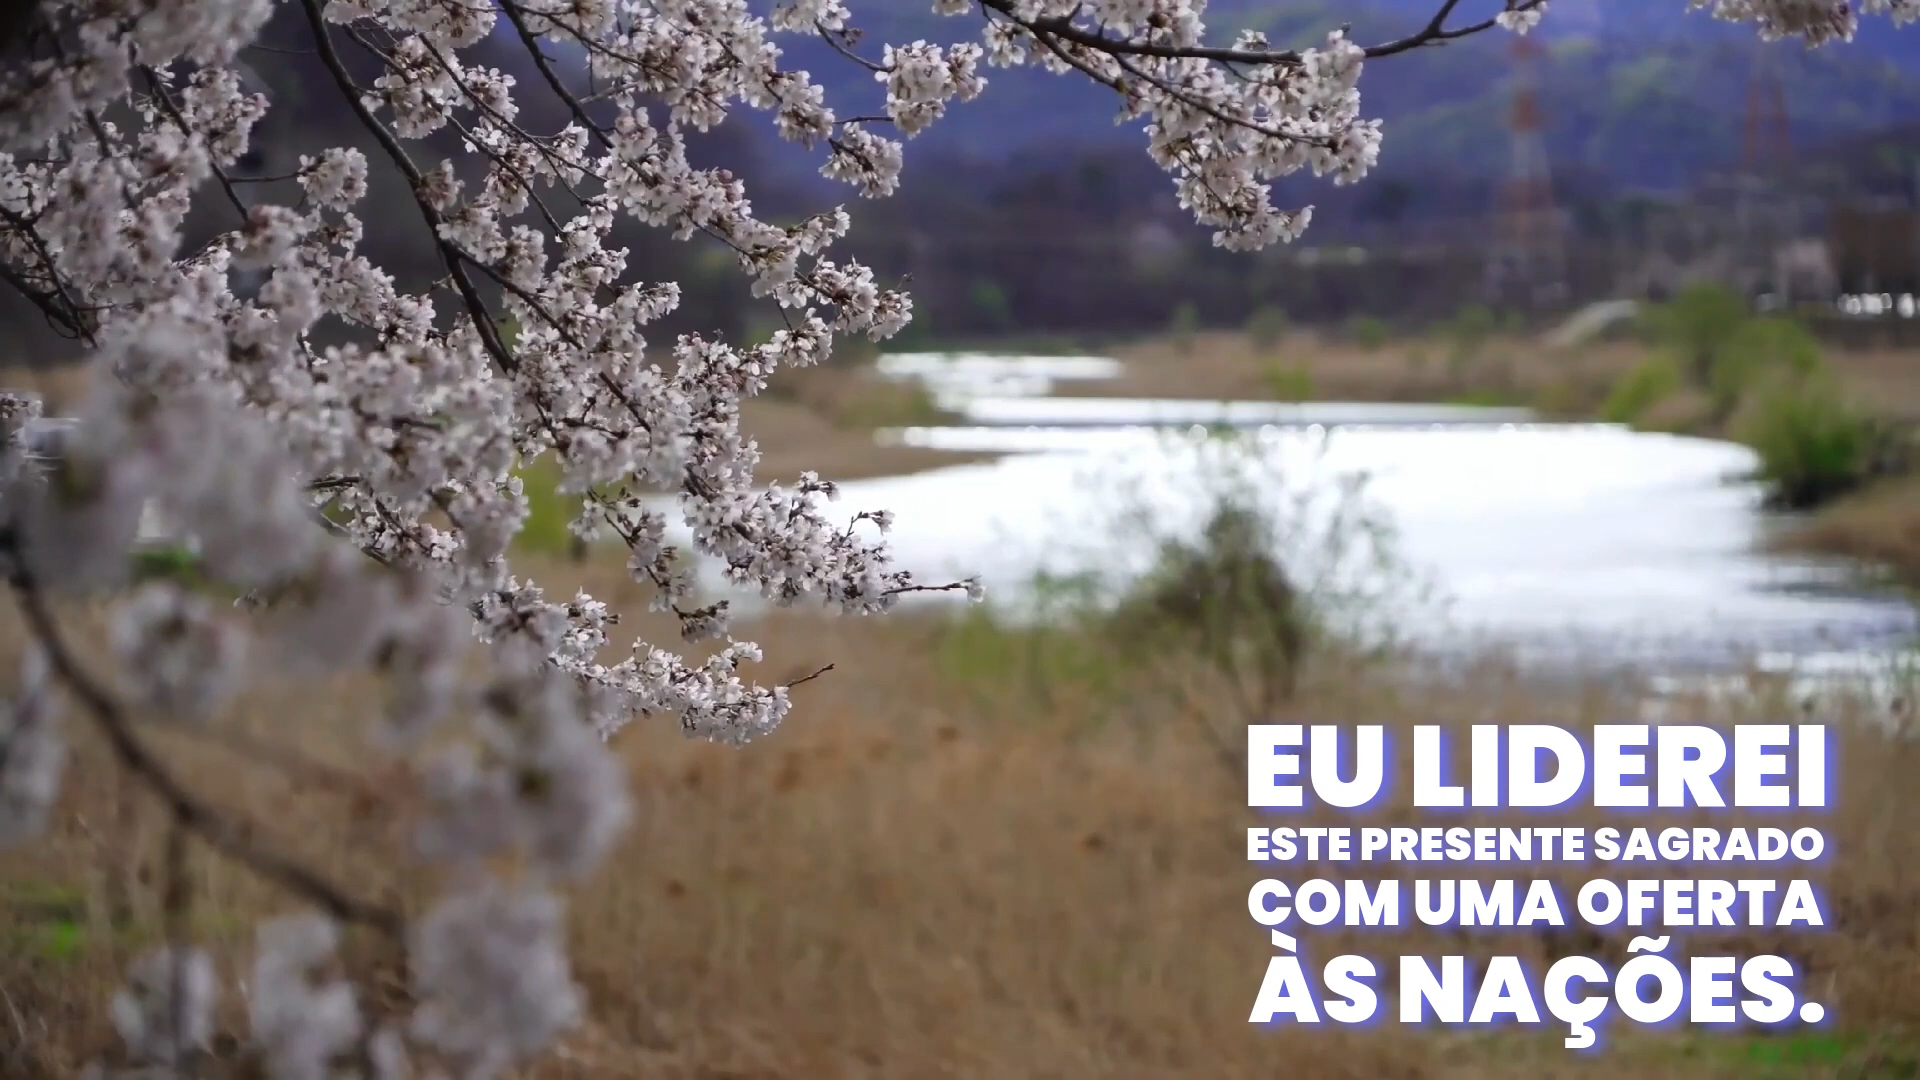 EU LIDEREI
ESTE PRESENTE SAGRADO
COM UMA OFERTA
ÀS NAÇÕES.